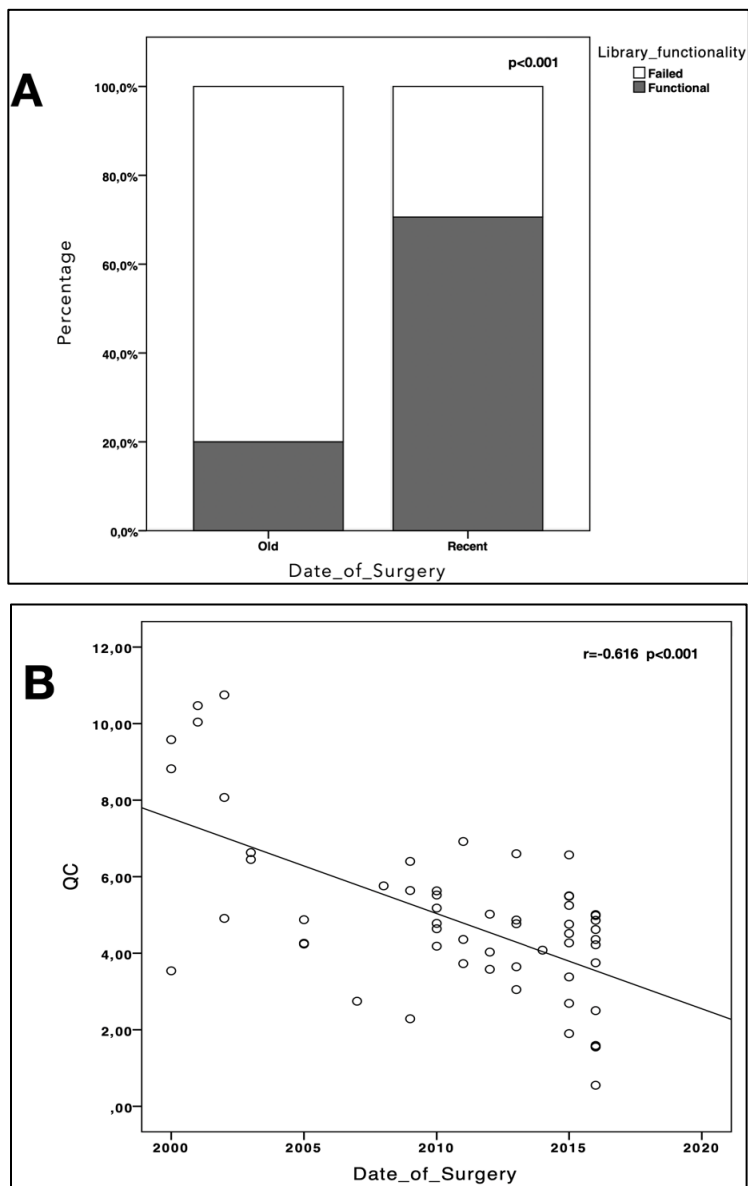 A
p<0.001
Library_functionality
Failed
Functional
Percentage
100,0%
80,0%
60,0%
40,0%
20,0%
0,0%
Old Recent
Date_of_Surgery
B
r=-0.616 p<0.001
QC
12,00
10,00
8,00
6,00
4,00
2,00
,00
2000 2005 2010 2015 2020
Date_of_Surgery